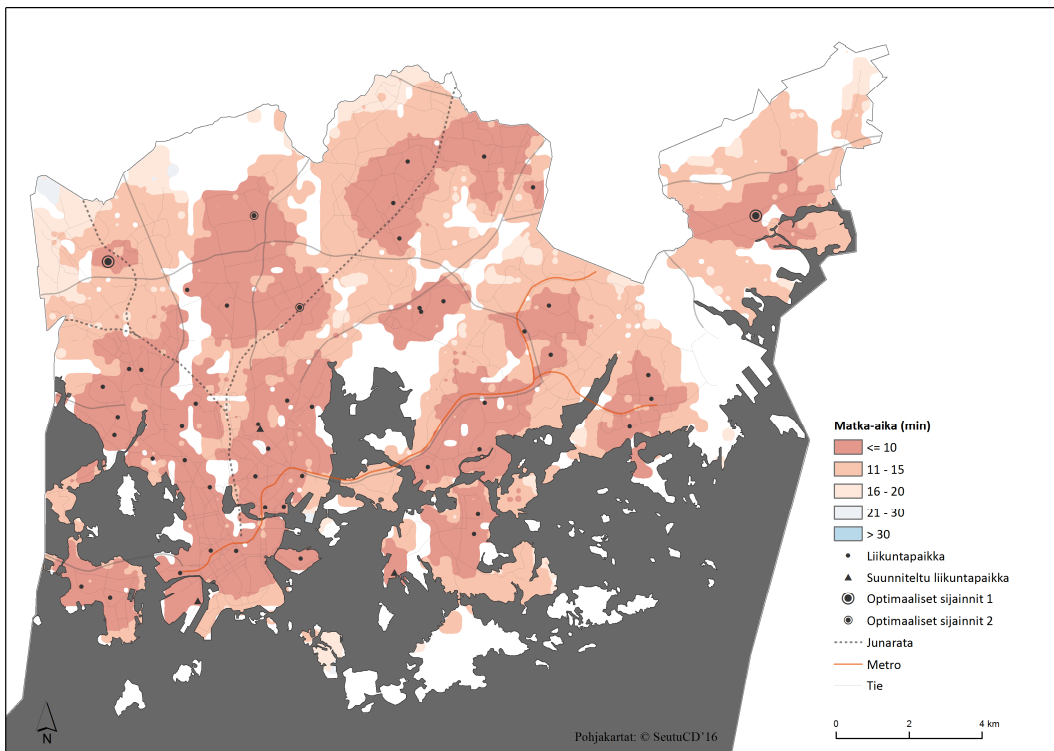 Matka-aika (min)
<= 10
11 - 15
16 - 20
21 - 30
> 30
Liikuntapaikka
Suunniteltu liikuntapaikka
Optimaaliset sijainnit 1
Optimaaliset sijainnit 2
Junarata
Metro
Tie
0 2 4 km
N
Pohjakartat: © SeutuCD'16